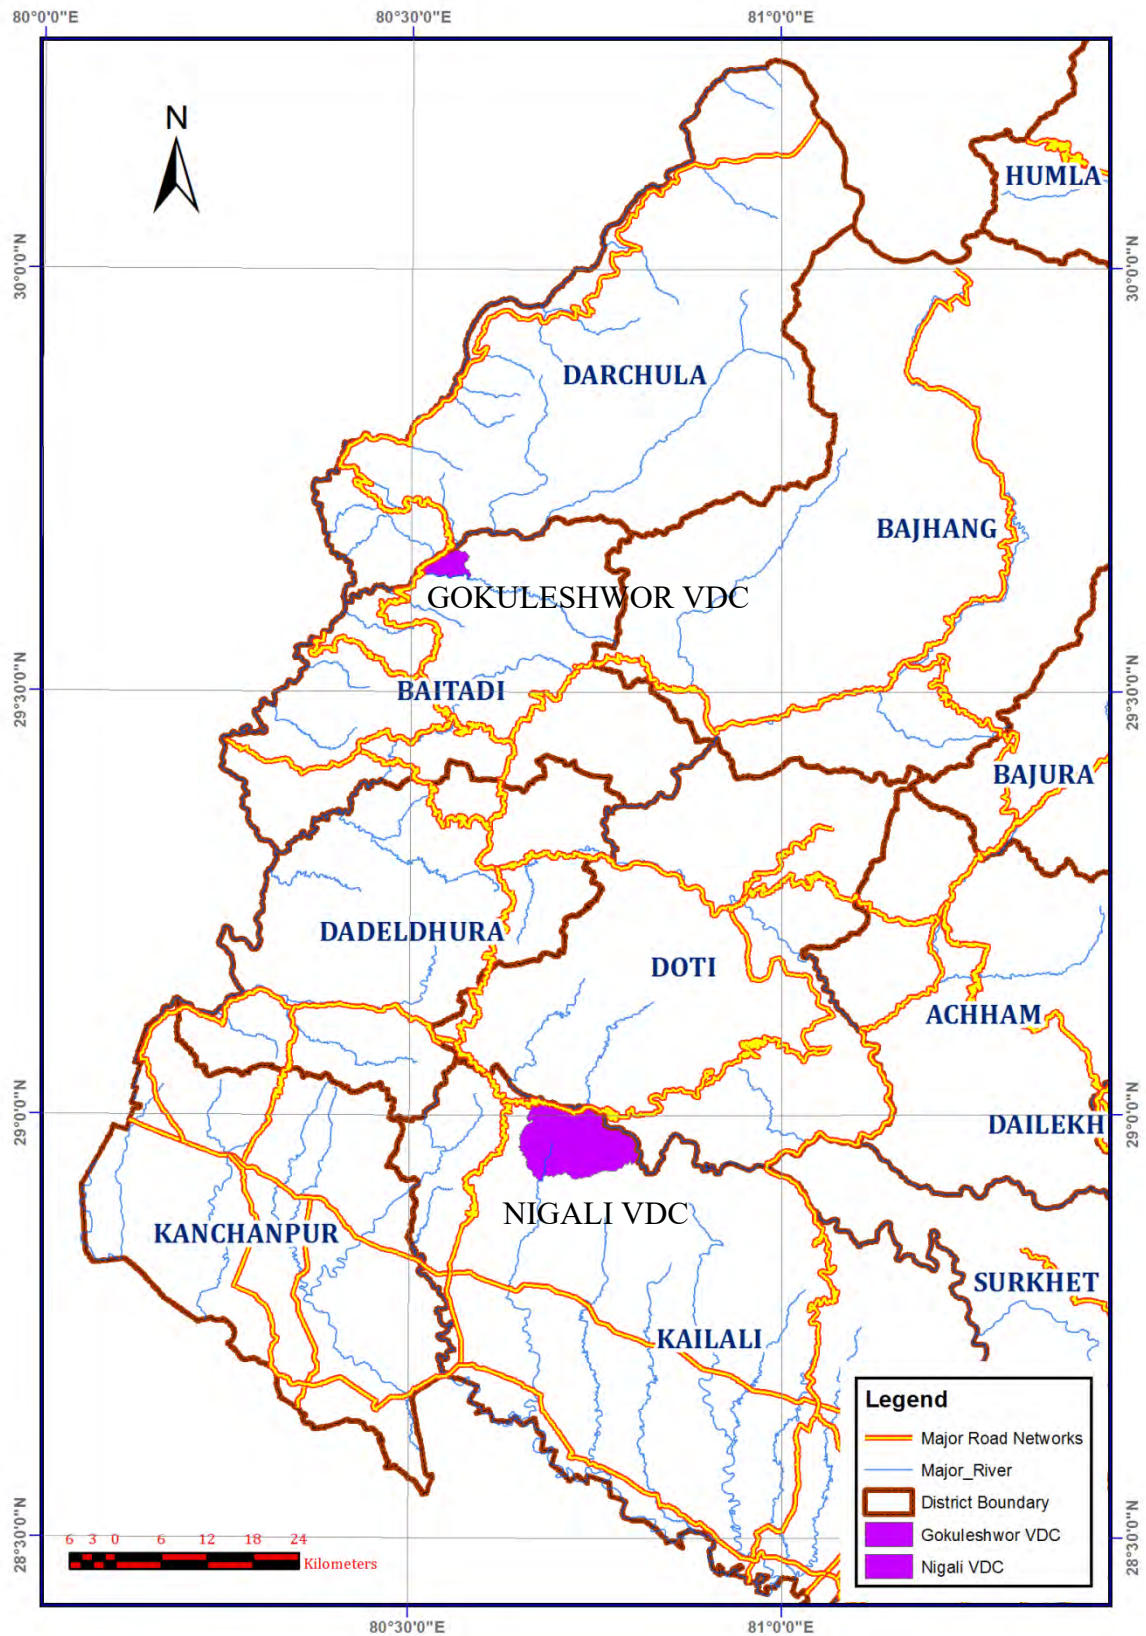 80°0'0"E
80°30'0"E
81°0'0"E
N
HUMLA
30°0'0"N
30°0'0"N
DARCHULA
BAJHANG
GOKULESHWOR VDC
29°30'0"N
29°30'0"N
BAITADI
BAJURA
DADELDHURA
DOTI
ACHHAM
29°0'0"N
29°0'0"N
DAILEKH
NIGALI VDC
KANCHANPUR
SURKHET
KAILALI
Legend
Major Road Networks
Major_River
District Boundary
Gokuleshwor VDC
Nigali VDC
28°30'0"N
28°30'0"N
6 3 0 6 12 18 24
Kilometers
80°30'0"E
81°0'0"E